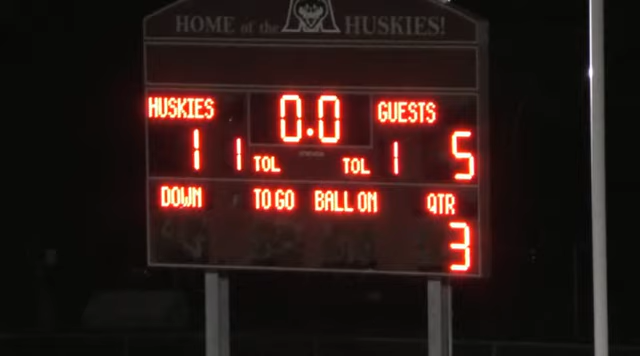 HOME of the HUSKIES!
HUSKIES 0.0 GUESTS
1 1 TOL TOL 1 5
DOWN TO GO BALL ON QTR
3